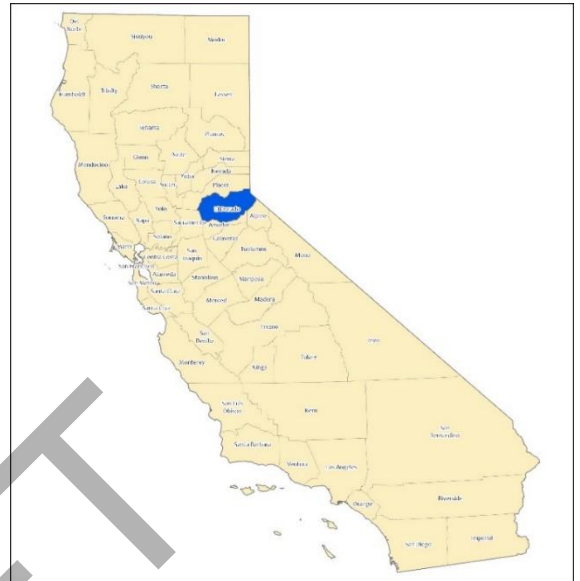 Del
Norte
Siskiyou
Modoc
Humboldt
Trinity
Shasta
Lassen
Tehama
Plumas
Mendocino
Glenn
Butte
Sierra
Nevada
Lake
Colusa
Sutter
Yuba
Placer
El Dorado
Sonoma
Napa
Yolo
Sacramento
Amador
Alpine
Solano
Calaveras
Marin
Contra Costa
San
Joaquin
Tuolumne
Mono
San Francisco
Alameda
Stanislaus
Mariposa
San Mateo
Santa Clara
Merced
Madera
Santa Cruz
San
Benito
Fresno
Monterey
Kings
Tulare
Inyo
San Luis
Obispo
Kern
San
Bernardino
Santa Barbara
Ventura
Los Angeles
Orange
Riverside
San Diego
Imperial